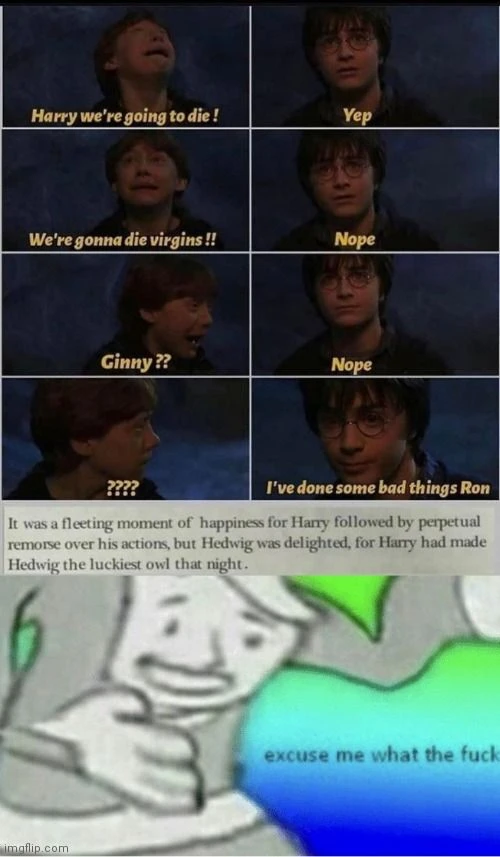 Harry we're going to die !
Yep
We're gonna die virgins !!
Nope
Ginny ??
Nope
????
I've done some bad things Ron
It was a fleeting moment of happiness for Harry followed by perpetual
remorse over his actions, but Hedwig was delighted, for Harry had made
Hedwig the luckiest owl that night.
excuse me what the fuck
imgflip.com